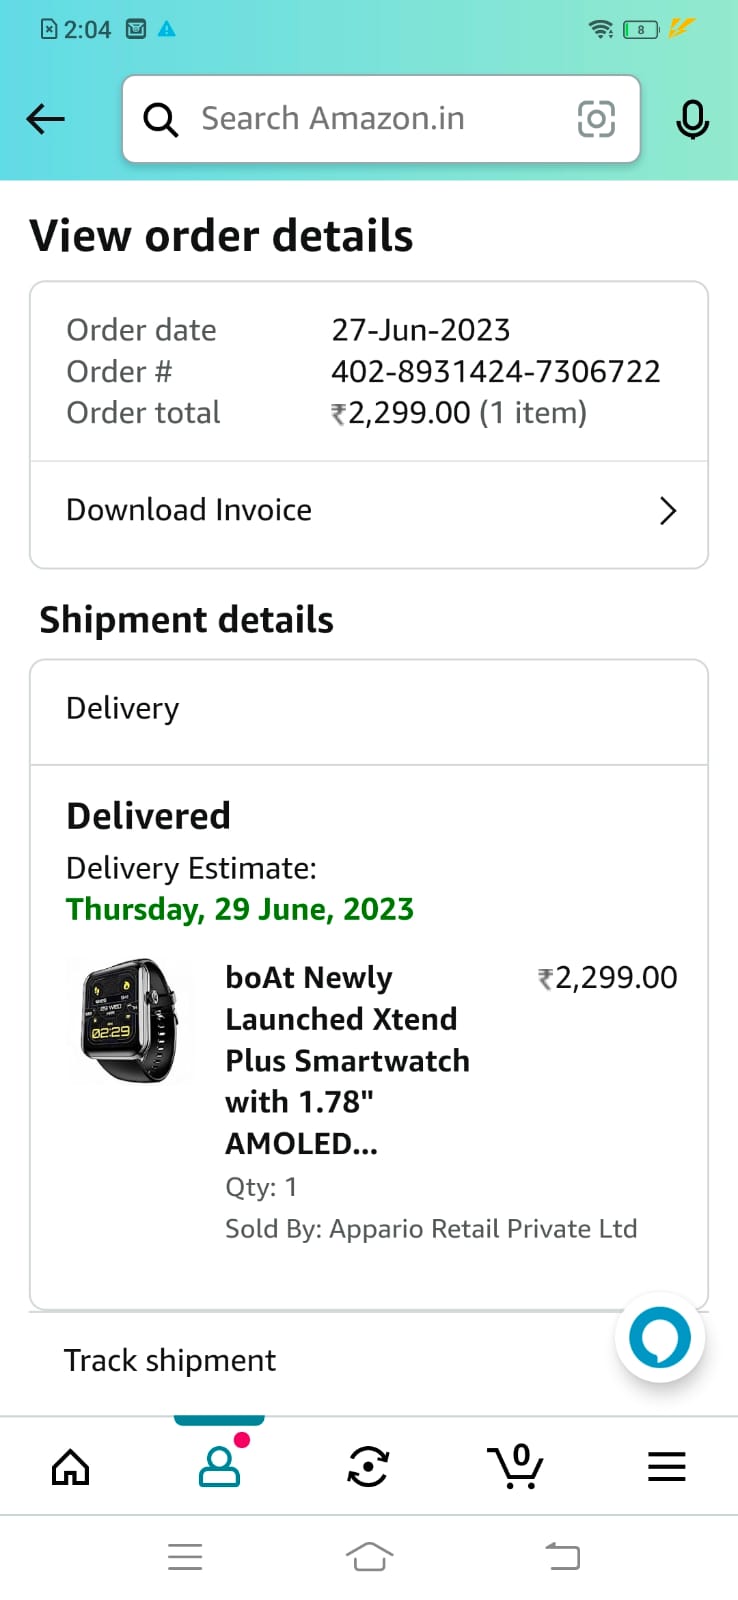 2:04
8
Search Amazon.in
View order details
Order date 27-Jun-2023
Order # 402-8931424-7306722
Order total ₹2,299.00 (1 item)
Download Invoice
Shipment details
Delivery
Delivered
Delivery Estimate:
Thursday, 29 June, 2023
boAt Newly ₹2,299.00
Launched Xtend
Plus Smartwatch
with 1.78"
AMOLED...
Qty: 1
Sold By: Appario Retail Private Ltd
02:29
Track shipment
0